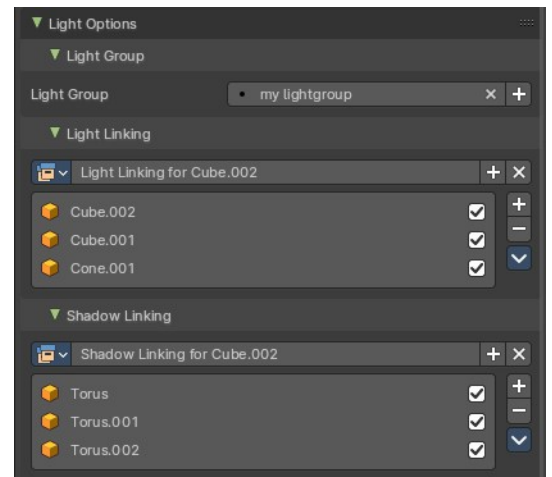 Light Options
Light Group
Light Group my lightgroup
Light Linking
Light Linking for Cube.002
Cube.002
Cube.001
Cone.001
Shadow Linking
Shadow Linking for Cube.002
Torus
Torus.001
Torus.002